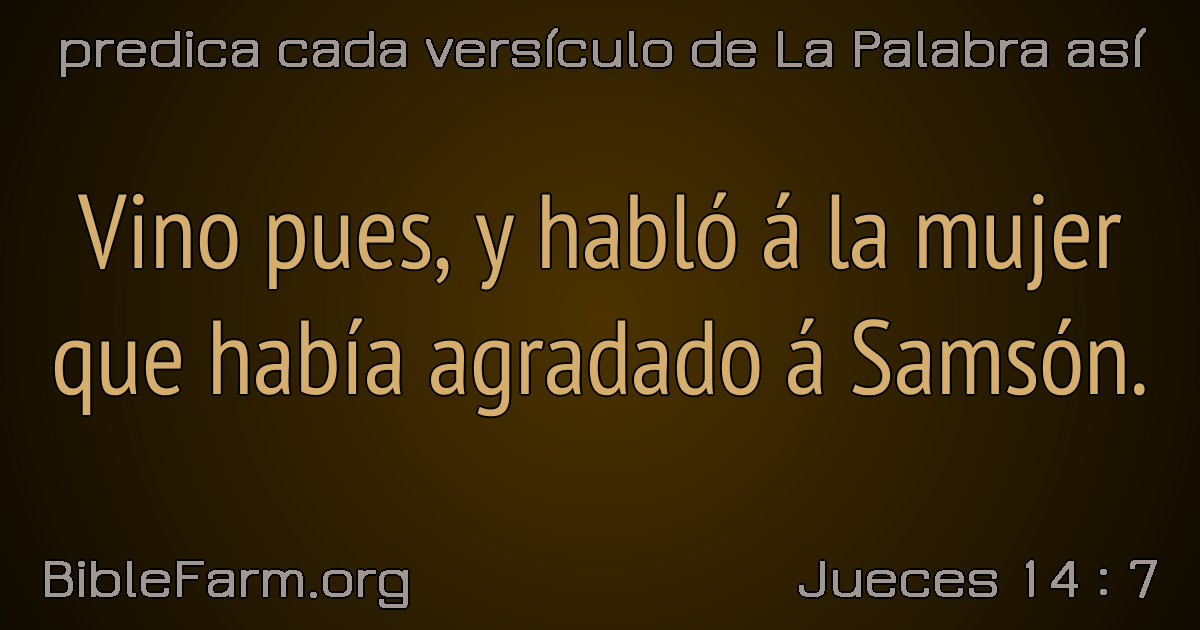 predica cada versículo de La Palabra así
Vino pues, y habló á la mujer
que había agradado á Samsón.
BibleFarm.org
Jueces 14 : 7